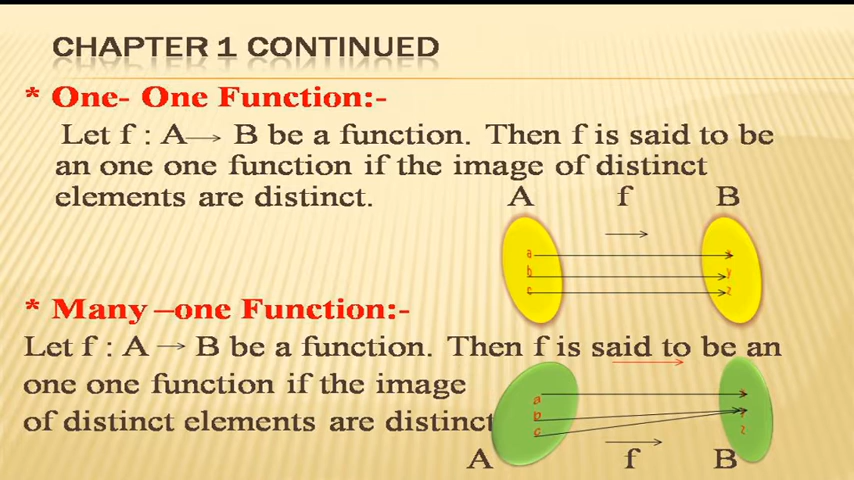 CHAPTER 1 CONTINUED
* One- One Function:-
Let f : A → B be a function. Then f is said to be
an one one function if the image of distinct
elements are distinct.
A f B
a
b y
c z
* Many –one Function:-
Let f : A → B be a function. Then f is said to be an
one one function if the image
of distinct elements are distinct
a
b
c z
A f B